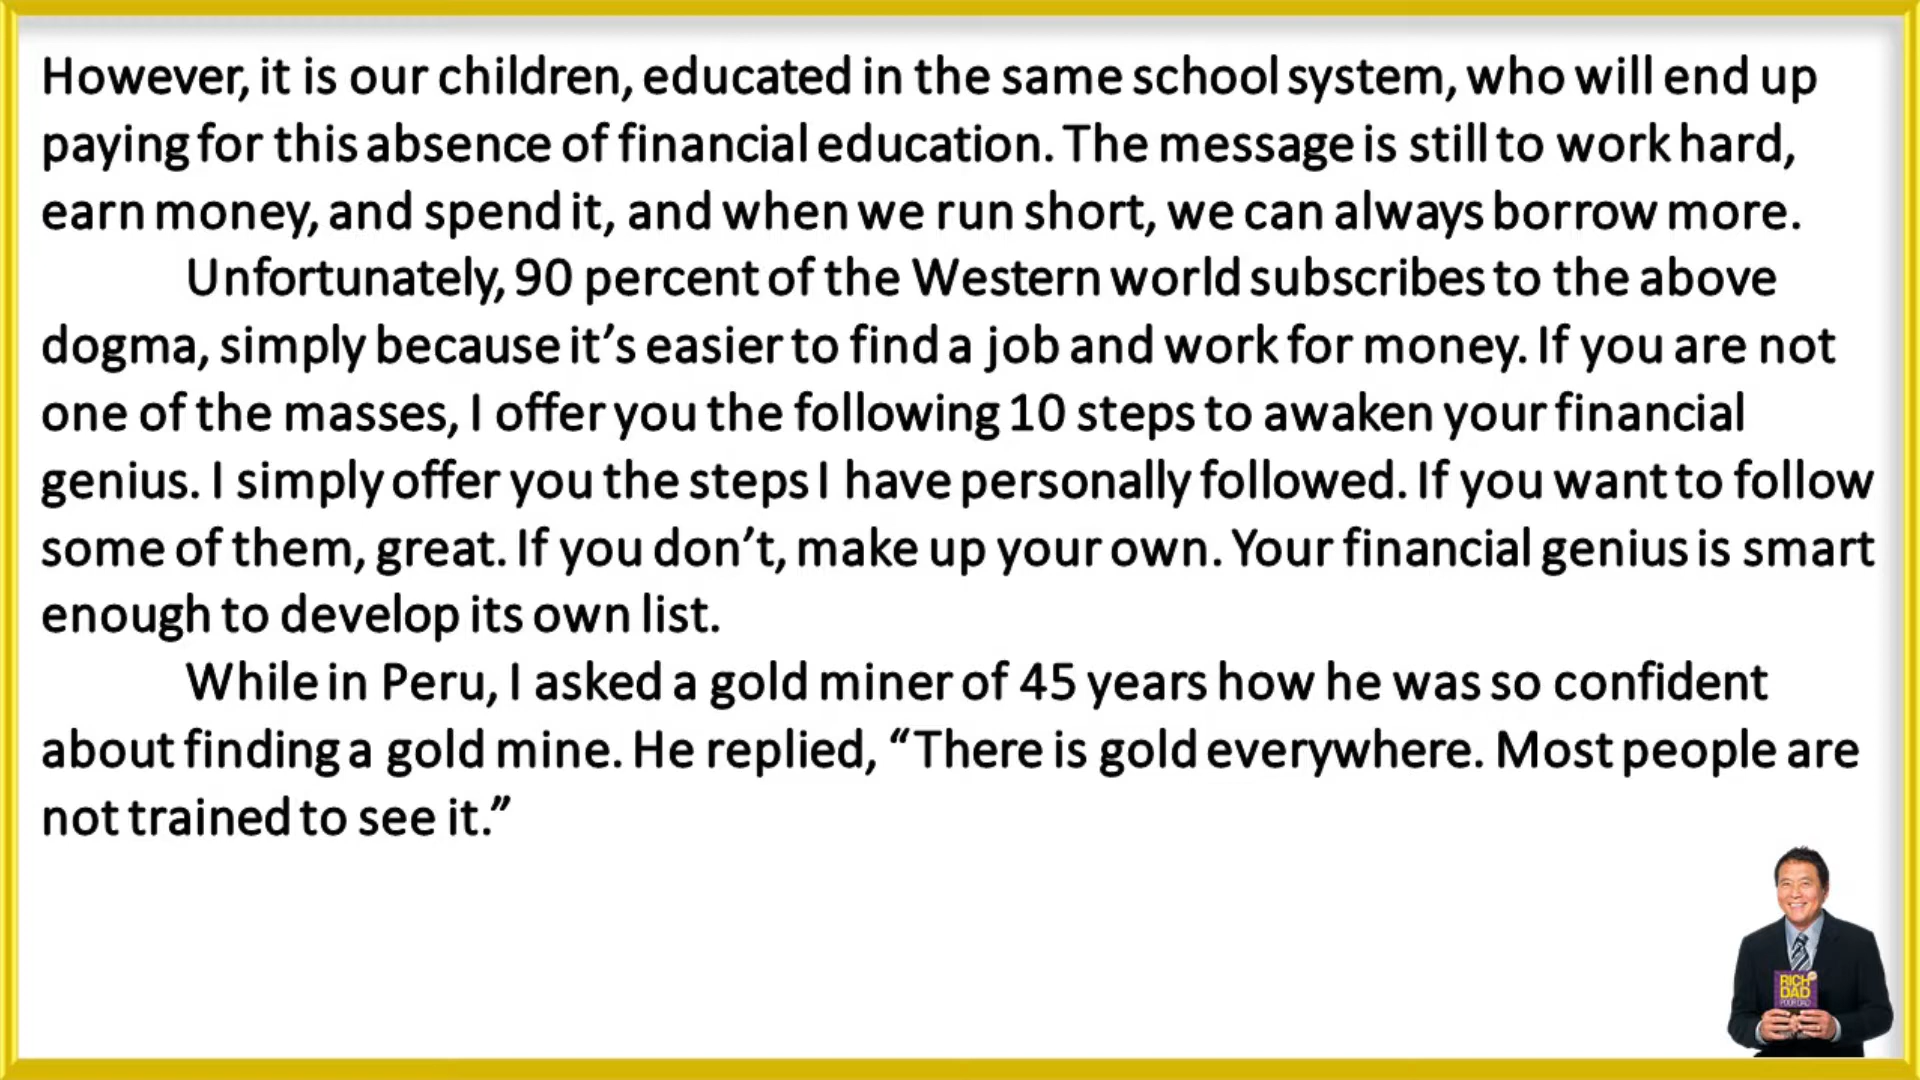 However, it is our children, educated in the same school system, who will end up
paying for this absence of financial education. The message is still to work hard,
earn money, and spend it, and when we run short, we can always borrow more.
Unfortunately, 90 percent of the Western world subscribes to the above
dogma, simply because it’s easier to find a job and work for money. If you are not
one of the masses, I offer you the following 10 steps to awaken your financial
genius. I simply offer you the steps I have personally followed. If you want to follow
some of them, great. If you don’t, make up your own. Your financial genius is smart
enough to develop its own list.
While in Peru, I asked a gold miner of 45 years how he was so confident
about finding a gold mine. He replied, “There is gold everywhere. Most people are
not trained to see it.”
RICH
DAD
POOR DAD